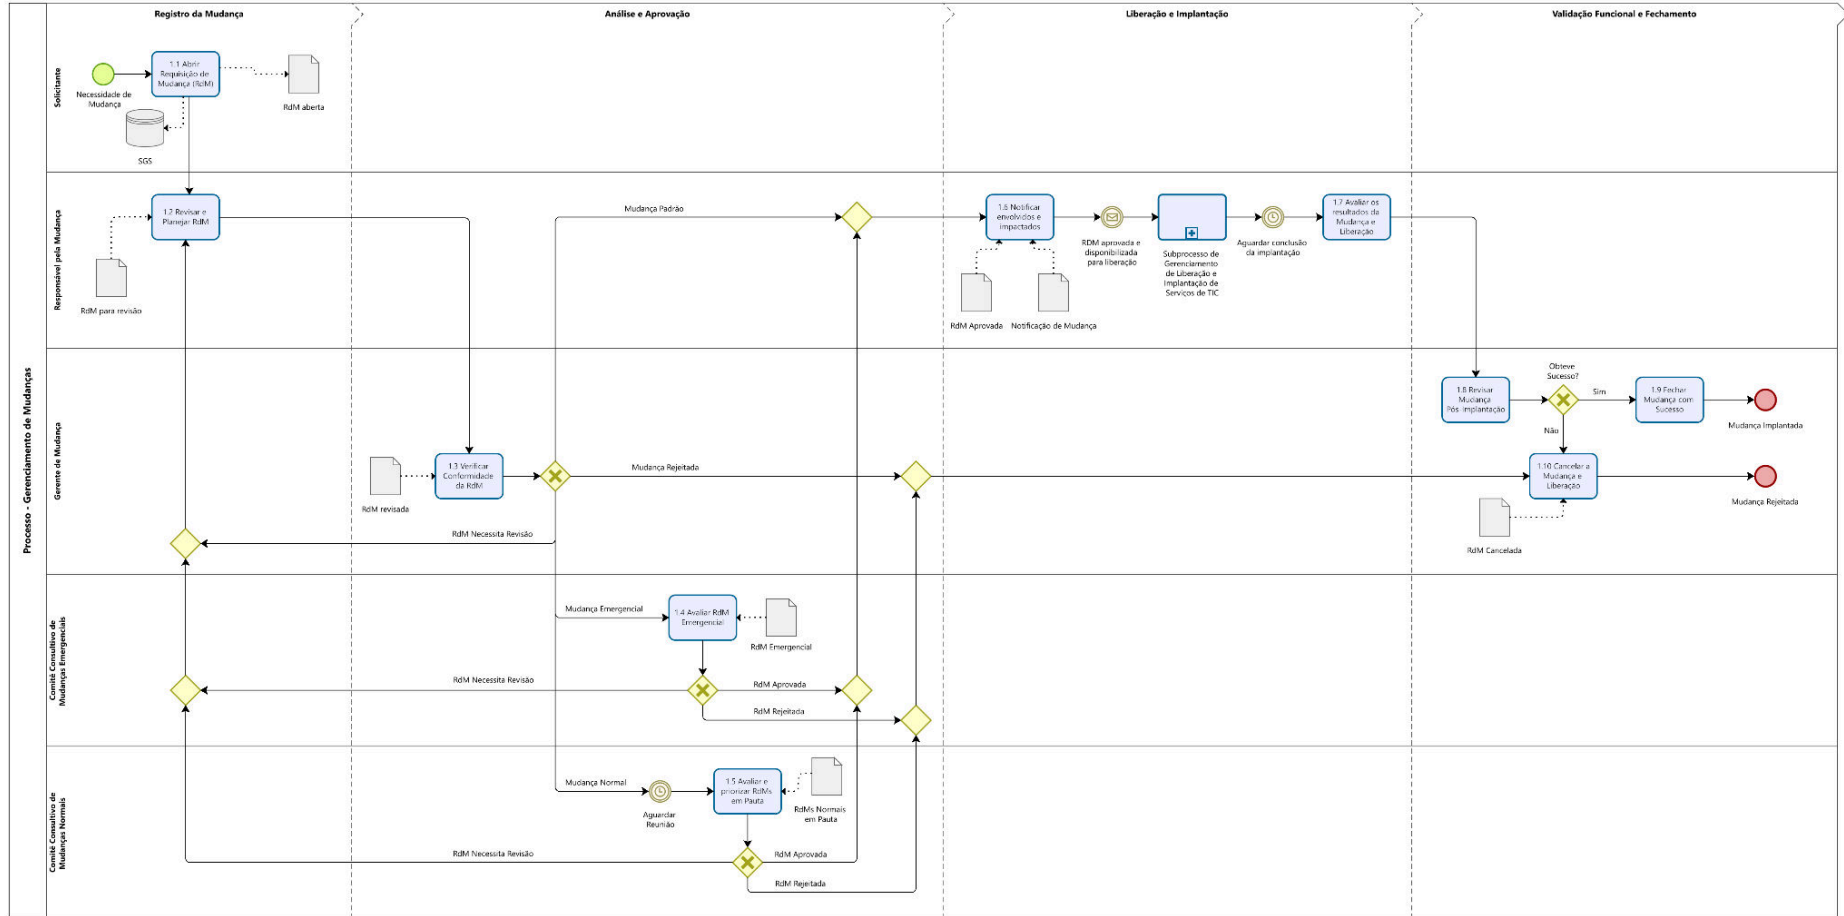 Registro da Mudança
Análise e Aprovação
Liberação e Implantação
Validação Funcional e Fechamento
Processo - Gerenciamento de Mudanças
Solicitante
Necessidade de
Mudança
1.1 Abrir
Requisição de
Mudança (RdM)
RdM aberta
SGS
Responsável pela Mudança
1.2 Revisar e
Planejar RdM
RdM para revisão
Mudança Padrão
1.6 Notificar
envolvidos e
impactados
RdM Aprovada
Notificação de Mudança
RDM aprovada e
disponibilizada
para liberação
Subprocesso de
Gerenciamento
de Liberação e
Implantação de
Serviços de TIC
Aguardar conclusão
da implantação
1.7 Avaliar os
resultados da
Mudança e
Liberação
Gerente de Mudança
RdM revisada
1.3 Verificar
Conformidade
da RdM
Mudança Rejeitada
RdM Necessita Revisão
1.8 Revisar
Mudança
Pós-Implantação
Obteve
Sucesso?
Sim
Não
1.9 Fechar
Mudança com
Sucesso
Mudança Implantada
1.10 Cancelar a
Mudança e
Liberação
Mudança Rejeitada
RdM Cancelada
Comitê Consultivo de
Mudanças Emergenciais
Mudança Emergencial
1.4 Avaliar RdM
Emergencial
RdM Emergencial
RdM Necessita Revisão
RdM Aprovada
RdM Rejeitada
Comitê Consultivo de
Mudanças Normais
Mudança Normal
Aguardar
Reunião
1.5 Avaliar e
priorizar RdMs
em Pauta
RdMs Normais
em Pauta
RdM Necessita Revisão
RdM Aprovada
RdM Rejeitada